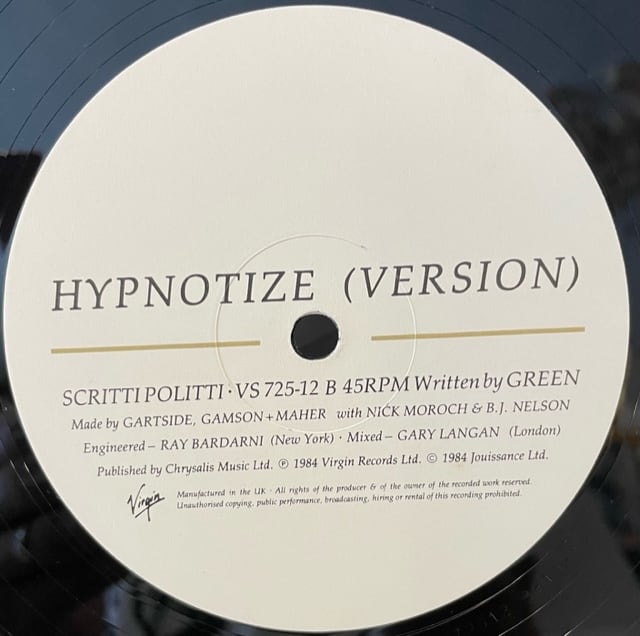 HYPNOTIZE (VERSION)
SCRITTI POLITTI · VS 725-12 B 45RPM Written by GREEN
Made by GARTSIDE, GAMSON + MAHER with NICK MOROCH & B.J. NELSON
Engineered – RAY BARDARNI (New York) · Mixed – GARY LANGAN (London)
Published by Chrysalis Music Ltd. ℗ 1984 Virgin Records Ltd. © 1984 Jouissance Ltd.
Virgin
Manufactured in the UK · All rights of the producer & of the owner of the recorded work reserved.
Unauthorised copying, public performance, broadcasting, hiring or rental of this recording prohibited.